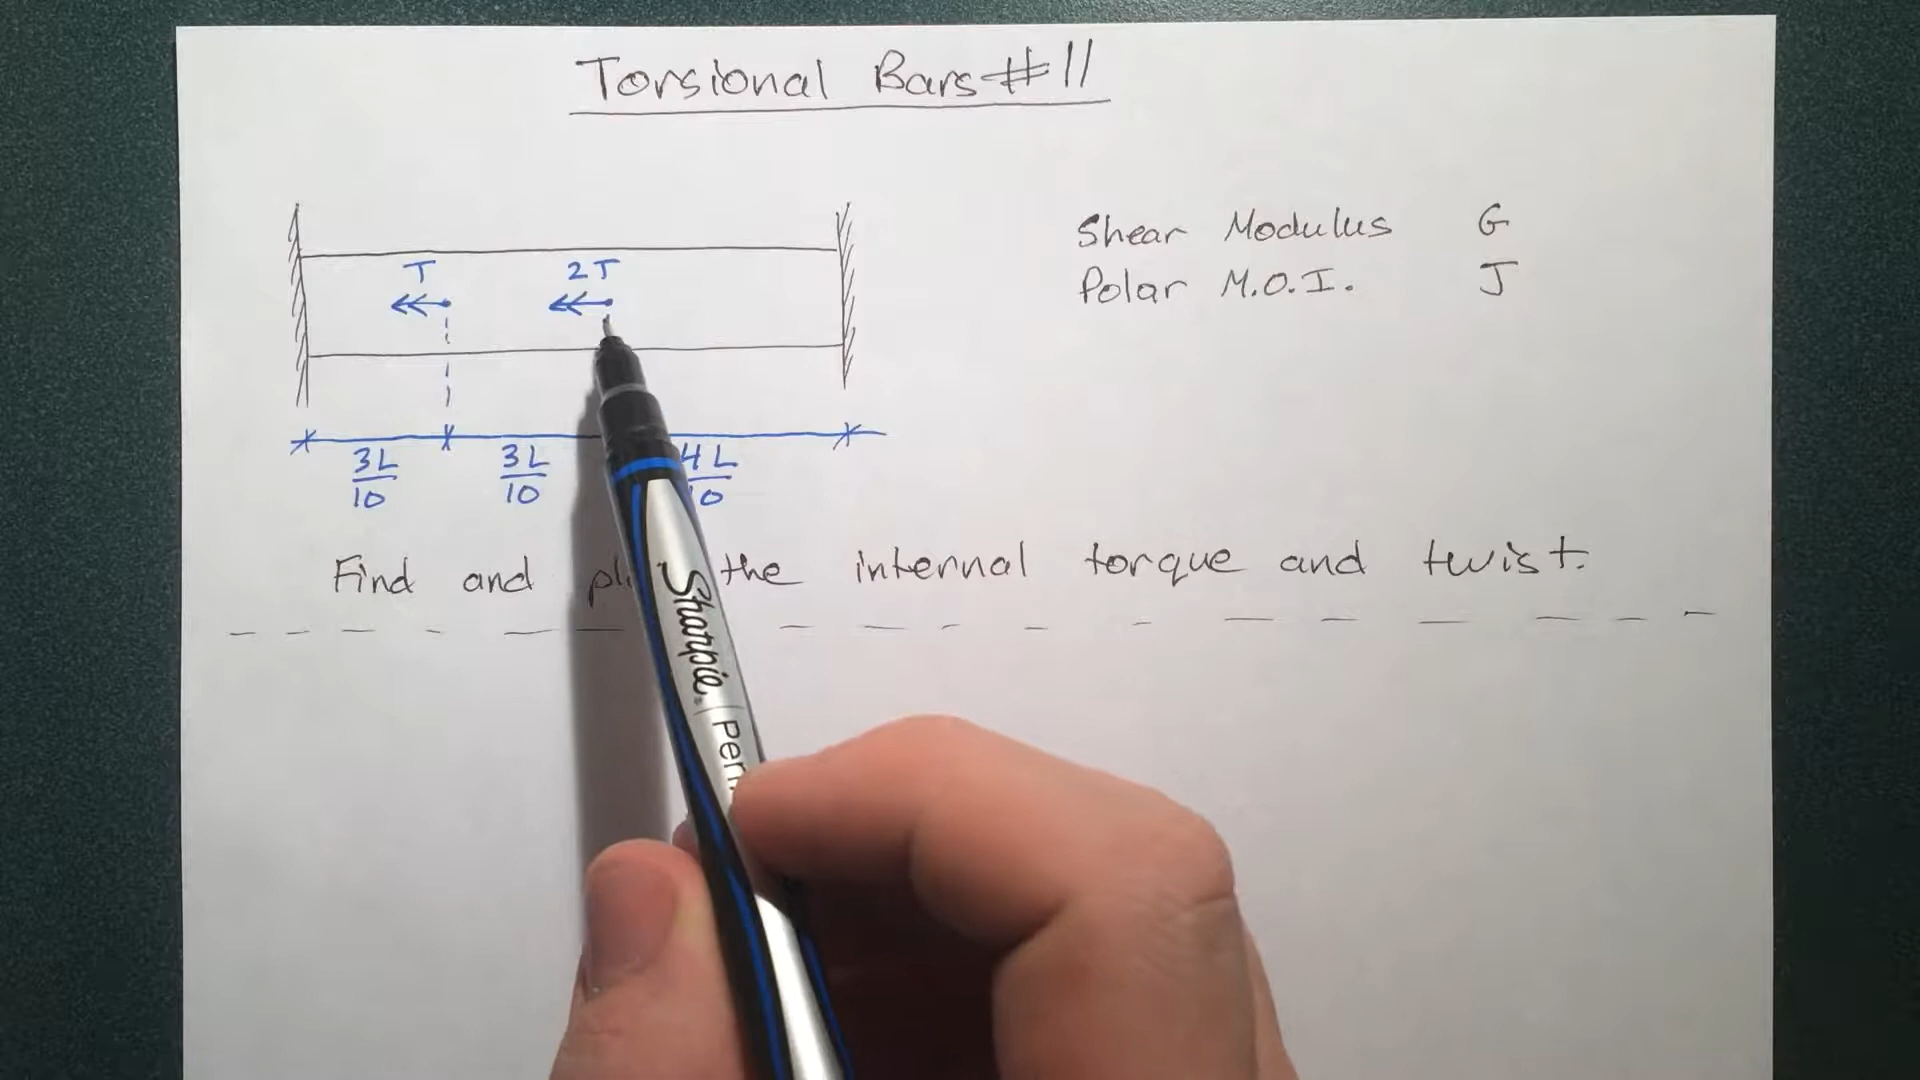 Torsional Bars #11
Shear Modulus G
Polar M.O.I. J
T 2T
3L/10 3L/10 4L/10
Find and the internal torque and twist.
Sharpie